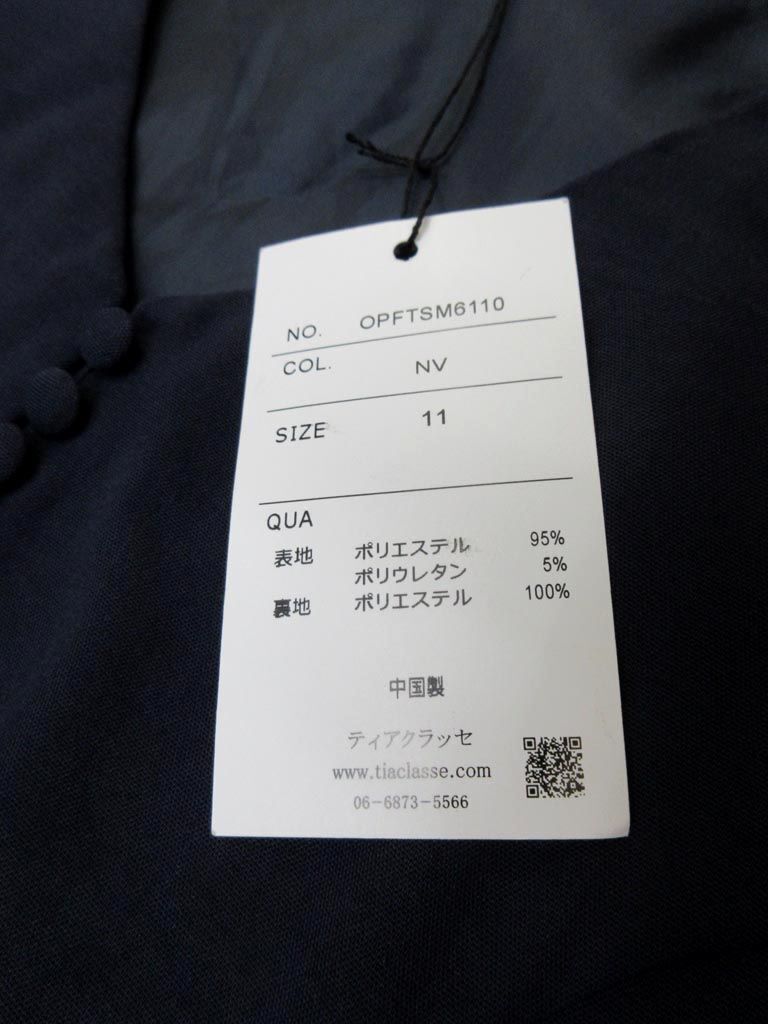 NO. OPFTSM6110
COL. NV
SIZE 11
QUA
表地 ポリエステル 95%
ポリウレタン 5%
裏地 ポリエステル 100%
中国製
ティアクラッセ
www.tiaclasse.com
06-6873-5566